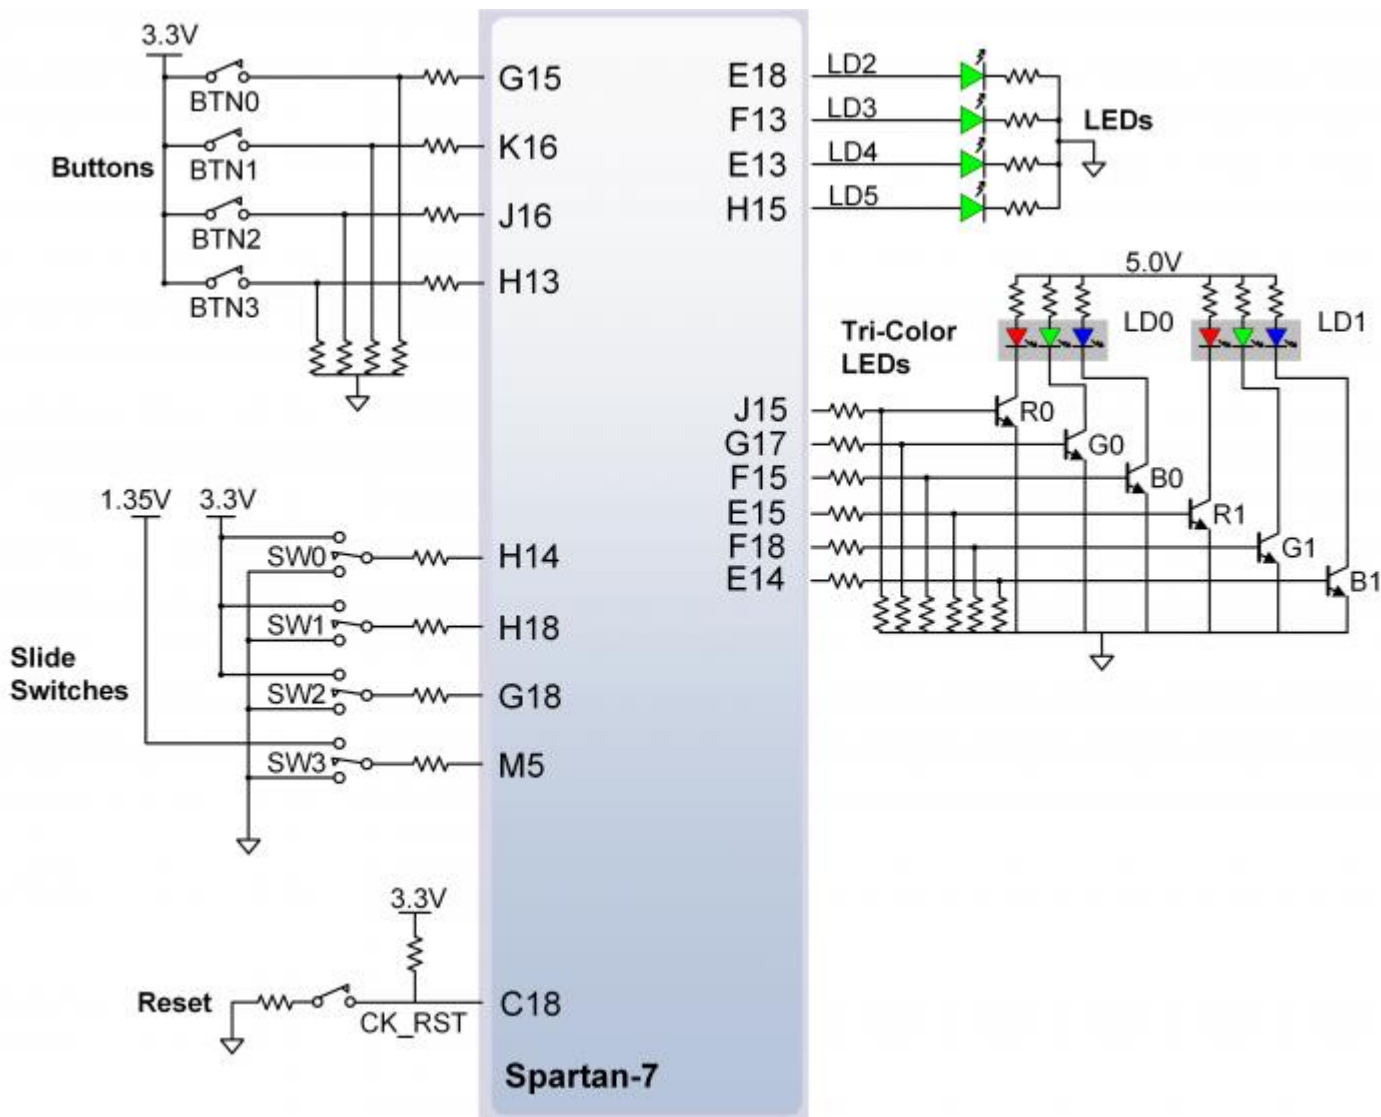 3.3V
BTN0
G15
BTN1
K16
Buttons
BTN2
J16
BTN3
H13
1.35V 3.3V
SW0
H14
SW1
H18
Slide
Switches
SW2
G18
SW3
M5
3.3V
Reset
CK_RST
C18
Spartan-7
E18 LD2
F13 LD3
LEDs
E13 LD4
H15 LD5
5.0V
LD0
LD1
Tri-Color
LEDs
J15
R0
G17
G0
F15
B0
E15
R1
F18
G1
E14
B1